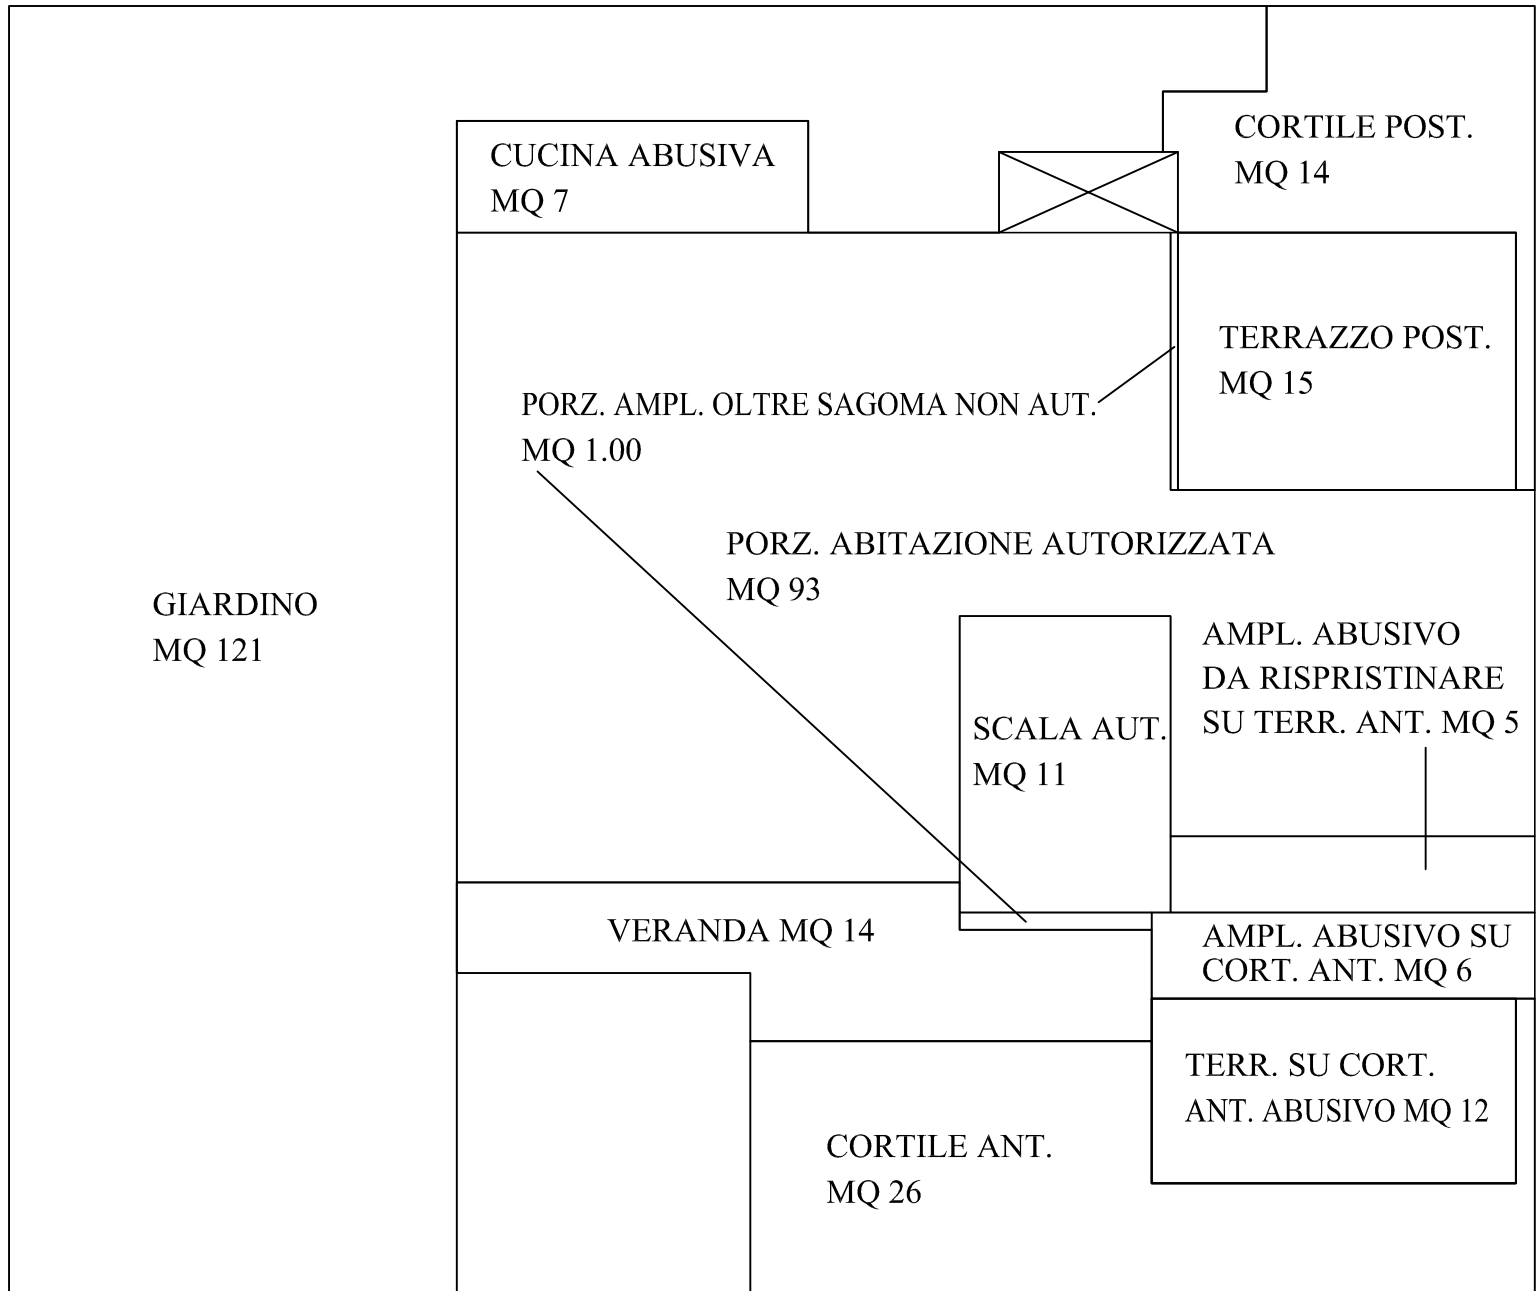 CORTILE POST.
MQ 14
CUCINA ABUSIVA
MQ 7
TERRAZZO POST.
MQ 15
PORZ. AMPL. OLTRE SAGOMA NON AUT.
MQ 1.00
PORZ. ABITAZIONE AUTORIZZATA
MQ 93
GIARDINO
MQ 121
AMPL. ABUSIVO
DA RISPRISTINARE
SU TERR. ANT. MQ 5
SCALA AUT.
MQ 11
VERANDA MQ 14
AMPL. ABUSIVO SU
CORT. ANT. MQ 6
TERR. SU CORT.
ANT. ABUSIVO MQ 12
CORTILE ANT.
MQ 26